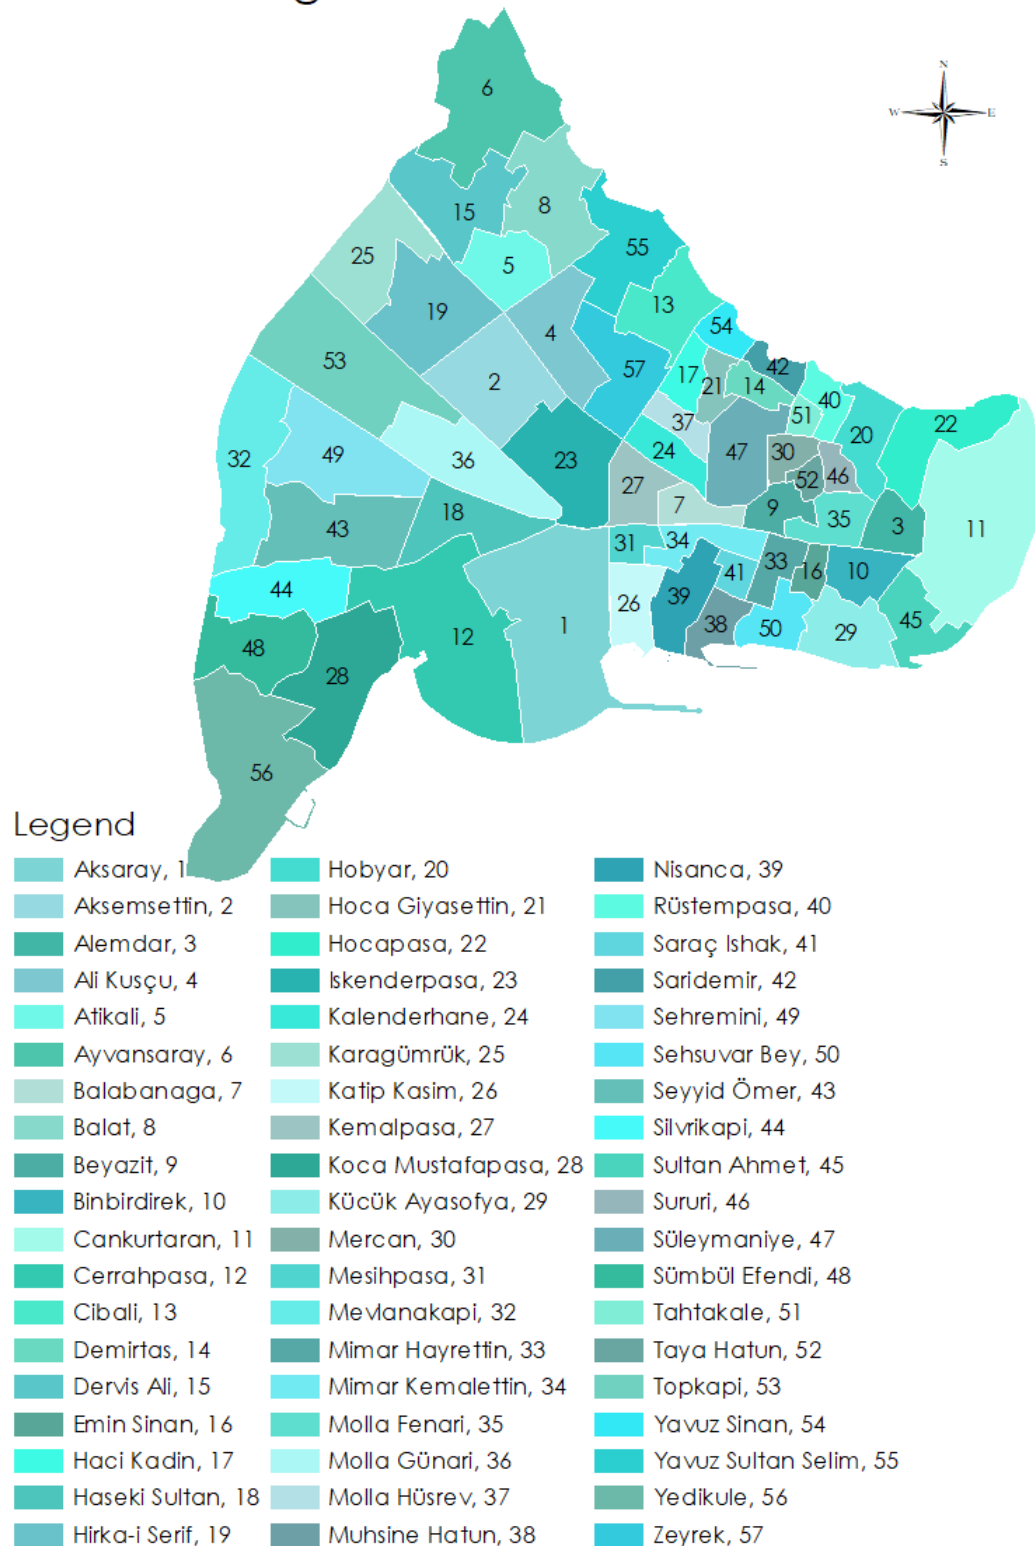 N
W E
S
6
15
8
55
25
5
19
13
4
54
53
57
2
42
17
21
14
40
51
37
20
22
32
49
36
23
24
47
30
52
46
27
7
9
18
43
35
3
11
31
34
33
41
16
10
44
39
26
1
12
38
50
29
45
48
28
56
Legend
Aksaray, 1
Aksemsettin, 2
Alemdar, 3
Ali Kusçu, 4
Atikali, 5
Ayvansaray, 6
Balabanaga, 7
Balat, 8
Beyazit, 9
Binbirdirek, 10
Cankurtaran, 11
Cerrahpasa, 12
Cibali, 13
Demirtas, 14
Dervis Ali, 15
Emin Sinan, 16
Haci Kadin, 17
Haseki Sultan, 18
Hirka-i Serif, 19
Hobyar, 20
Hoca Giyasettin, 21
Hocapasa, 22
Iskenderpasa, 23
Kalenderhane, 24
Karagümrük, 25
Katip Kasim, 26
Kemalpasa, 27
Koca Mustafapasa, 28
Kücük Ayasofya, 29
Mercan, 30
Mesihpasa, 31
Mevlanakapi, 32
Mimar Hayrettin, 33
Mimar Kemalettin, 34
Molla Fenari, 35
Molla Günari, 36
Molla Hüsrev, 37
Muhsine Hatun, 38
Nisanca, 39
Rüstempasa, 40
Saraç Ishak, 41
Saridemir, 42
Sehremini, 49
Sehsuvar Bey, 50
Seyyid Ömer, 43
Silvrikapi, 44
Sultan Ahmet, 45
Sururi, 46
Süleymaniye, 47
Sümbül Efendi, 48
Tahtakale, 51
Taya Hatun, 52
Topkapi, 53
Yavuz Sinan, 54
Yavuz Sultan Selim, 55
Yedikule, 56
Zeyrek, 57